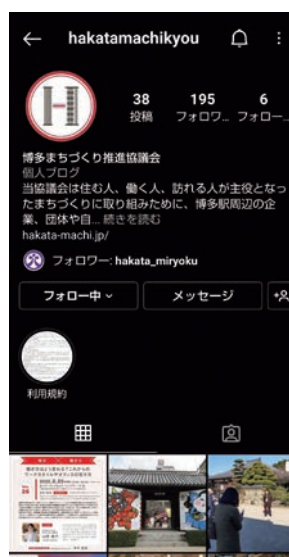 hakatamachikyou
38
195
6
投稿
フォロワ...
フォロー...
博多まちづくり推進協議会
個人ブログ
当協議会は住む人、働く人、訪れる人が主役となっ
たまちづくりに取り組みために、博多駅周辺の企
業、団体や自... 続きを読む
hakata-machi.jp/
フォロワー: hakata_miryoku
フォロー中
メッセージ
利用規約